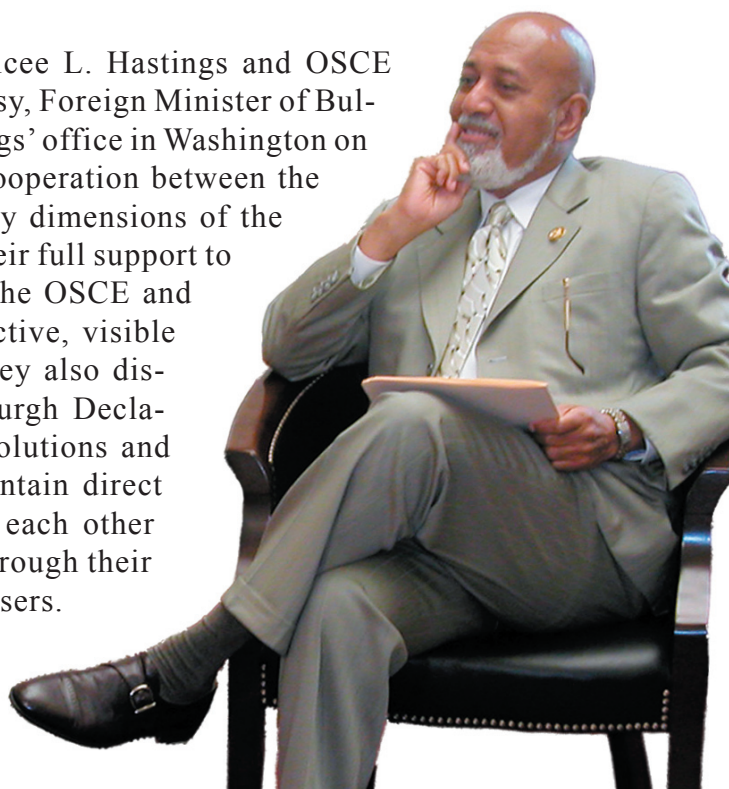 cee L. Hastings and OSCE
sy, Foreign Minister of Bul-
gs’ office in Washington on
ooperation between the
y dimensions of the
eir full support to
he OSCE and
ctive, visible
ey also dis-
urgh Decla-
olutions and
ntain direct
each other
rough their
sers.